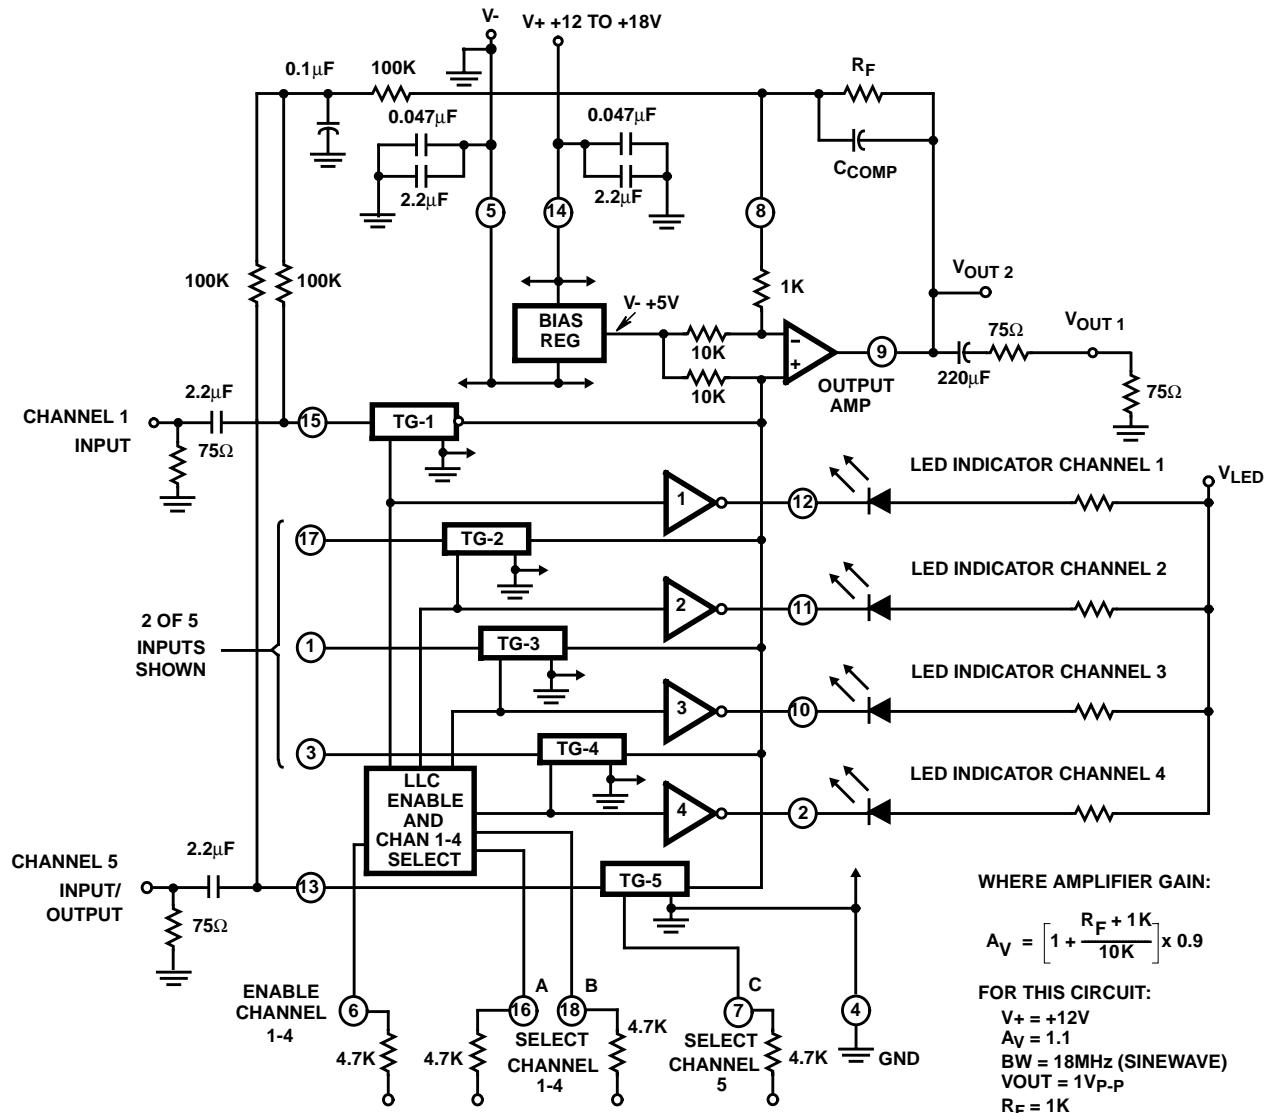 V-
V+ +12 TO +18V
0.1µF
100K
RF
0.047µF
0.047µF
CCOMP
2.2µF
2.2µF
5
14
8
100K
100K
1K
VOUT 2
V- +5V
BIAS
REG
10K
10K
-
+
9
OUTPUT
AMP
75Ω
VOUT 1
220µF
75Ω
2.2µF
CHANNEL 1
INPUT
75Ω
15
TG-1
LED INDICATOR CHANNEL 1
VLED
1
12
17
TG-2
LED INDICATOR CHANNEL 2
2
11
2 OF 5
INPUTS
SHOWN
1
TG-3
LED INDICATOR CHANNEL 3
3
10
3
TG-4
LED INDICATOR CHANNEL 4
LLC
ENABLE
AND
CHAN 1-4
SELECT
4
2
2.2µF
CHANNEL 5
INPUT/
OUTPUT
75Ω
13
TG-5
WHERE AMPLIFIER GAIN:
AV = [1 + RF + 1K / 10K] x 0.9
ENABLE
CHANNEL
1-4
6
4.7K
4.7K
A
16
B
18
SELECT
CHANNEL
1-4
4.7K
C
7
SELECT
CHANNEL
5
4.7K
4
GND
FOR THIS CIRCUIT:
V+ = +12V
AV = 1.1
BW = 18MHz (SINEWAVE)
VOUT = 1VP-P
RF = 1K